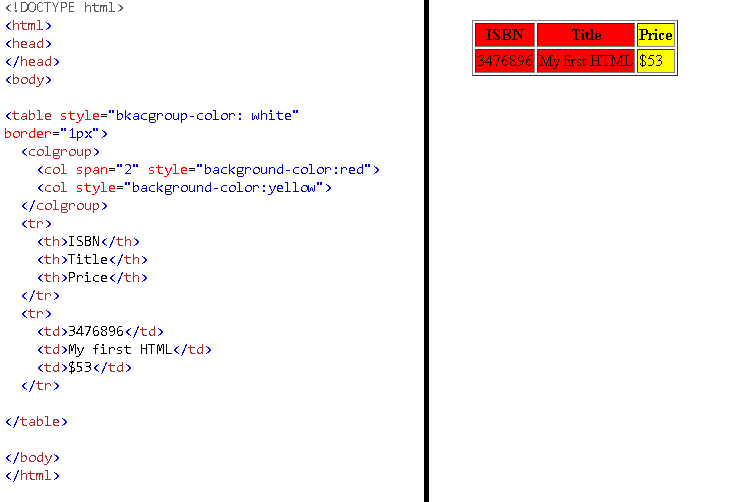 <!DOCTYPE html>
<html>
<head>
</head>
<body>
<table style="bkacgroup-color: white"
border="1px">
<colgroup>
<col span="2" style="background-color:red">
<col style="background-color:yellow">
</colgroup>
<tr>
<th>ISBN</th>
<th>Title</th>
<th>Price</th>
</tr>
<tr>
<td>3476896</td>
<td>My first HTML</td>
<td>$53</td>
</tr>
</table>
</body>
</html>
ISBN Title Price
3476896 My first HTML $53